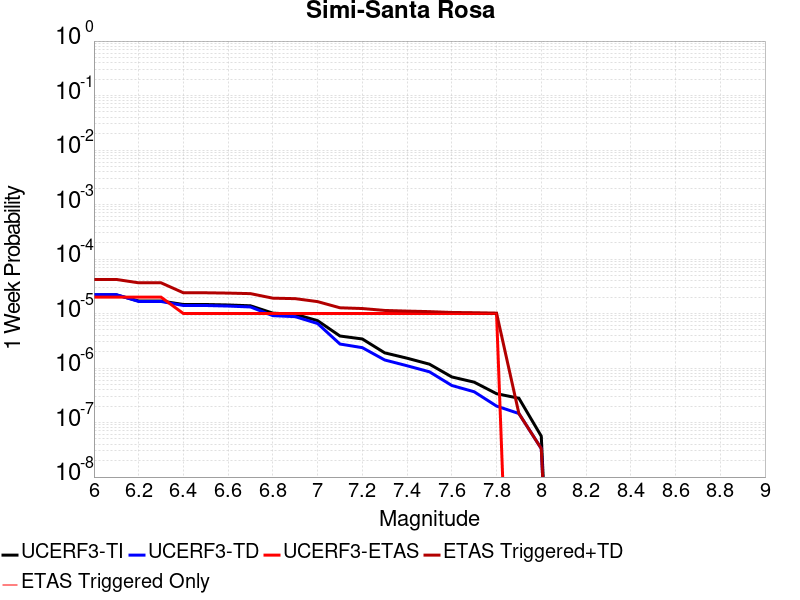 Simi-Santa Rosa
10^0
10^-1
10^-2
10^-3
10^-4
10^-5
10^-6
10^-7
10^-8
1 Week Probability
6 6.2 6.4 6.6 6.8 7 7.2 7.4 7.6 7.8 8 8.2 8.4 8.6 8.8 9
Magnitude
UCERF3-TI UCERF3-TD UCERF3-ETAS ETAS Triggered+TD
ETAS Triggered Only